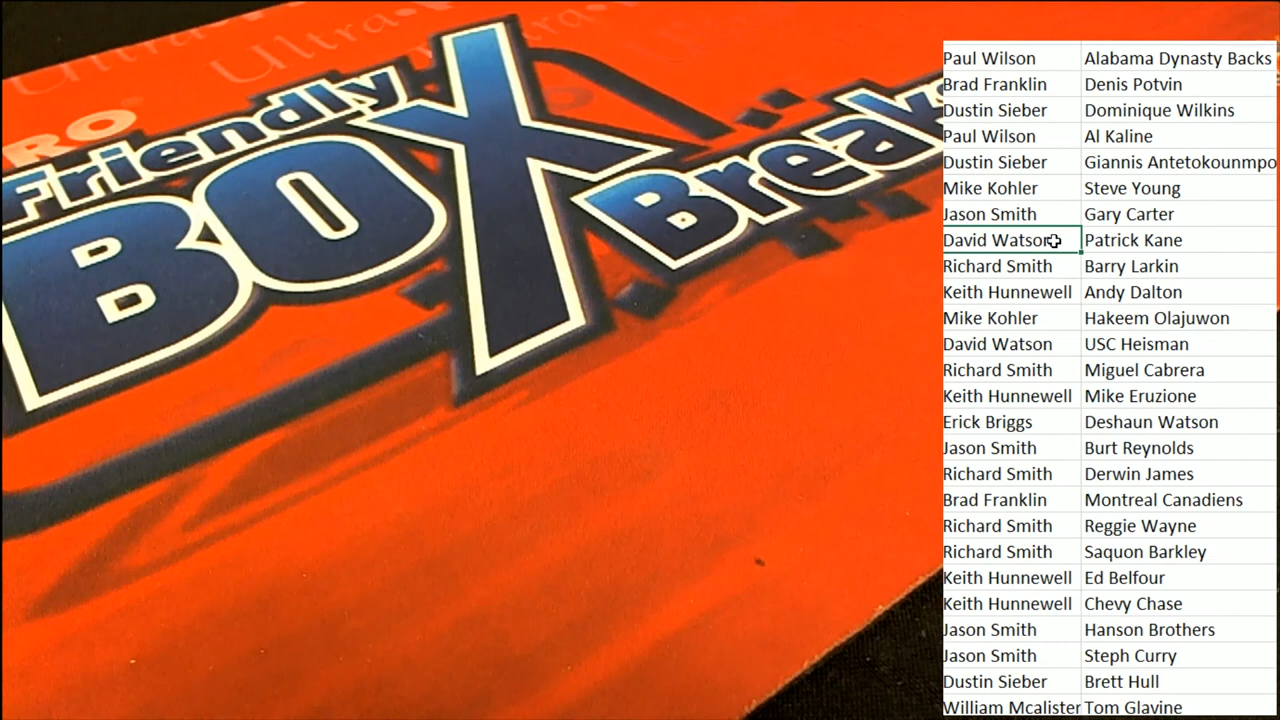 Ultra
Ultra
RO
Friendly
BOX
Break
Paul Wilson Alabama Dynasty Backs
Brad Franklin Denis Potvin
Dustin Sieber Dominique Wilkins
Paul Wilson Al Kaline
Dustin Sieber Giannis Antetokounmpo
Mike Kohler Steve Young
Jason Smith Gary Carter
David Watson Patrick Kane
Richard Smith Barry Larkin
Keith Hunnewell Andy Dalton
Mike Kohler Hakeem Olajuwon
David Watson USC Heisman
Richard Smith Miguel Cabrera
Keith Hunnewell Mike Eruzione
Erick Briggs Deshaun Watson
Jason Smith Burt Reynolds
Richard Smith Derwin James
Brad Franklin Montreal Canadiens
Richard Smith Reggie Wayne
Richard Smith Saquon Barkley
Keith Hunnewell Ed Belfour
Keith Hunnewell Chevy Chase
Jason Smith Hanson Brothers
Jason Smith Steph Curry
Dustin Sieber Brett Hull
William Mcalister Tom Glavine